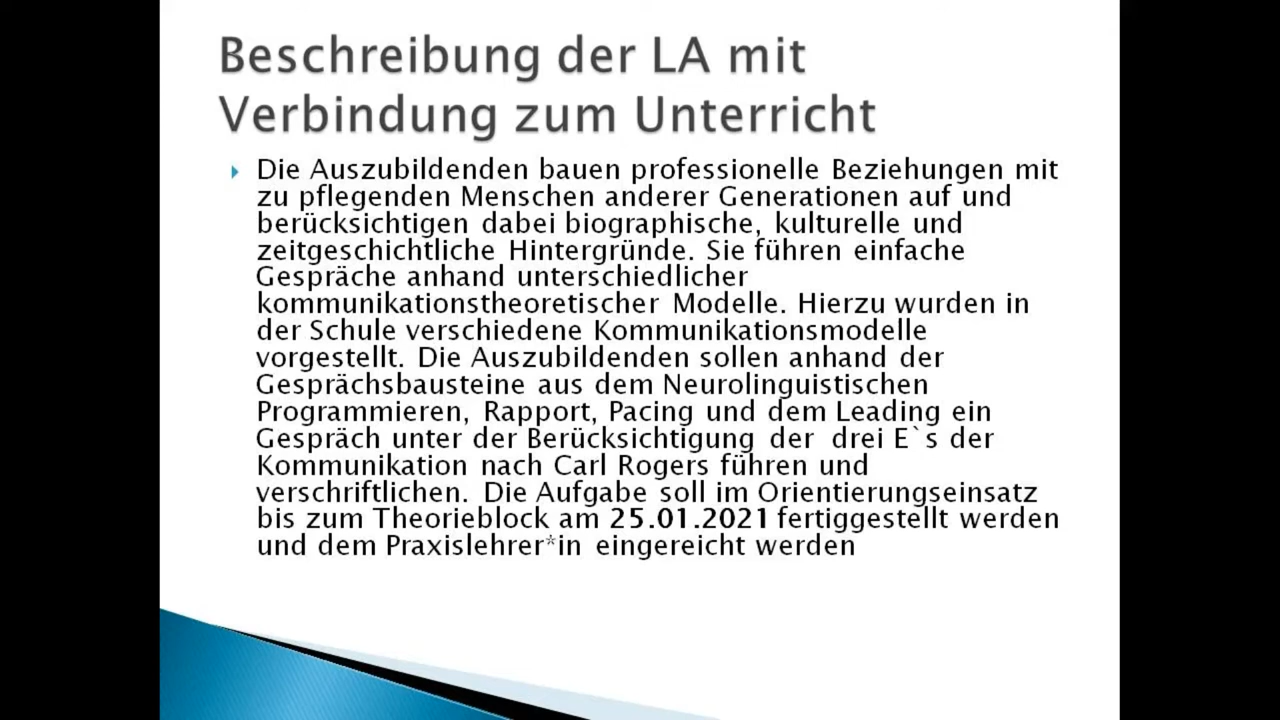 Beschreibung der LA mit
Verbindung zum Unterricht
Die Auszubildenden bauen professionelle Beziehungen mit
zu pflegenden Menschen anderer Generationen auf und
berücksichtigen dabei biographische, kulturelle und
zeitgeschichtliche Hintergründe. Sie führen einfache
Gespräche anhand unterschiedlicher
kommunikationstheoretischer Modelle. Hierzu wurden in
der Schule verschiedene Kommunikationsmodelle
vorgestellt. Die Auszubildenden sollen anhand der
Gesprächsbausteine aus dem Neurolinguistischen
Programmieren, Rapport, Pacing und dem Leading ein
Gespräch unter der Berücksichtigung der drei E`s der
Kommunikation nach Carl Rogers führen und
verschriftlichen. Die Aufgabe soll im Orientierungseinsatz
bis zum Theorieblock am 25.01.2021 fertiggestellt werden
und dem Praxislehrer*in eingereicht werden